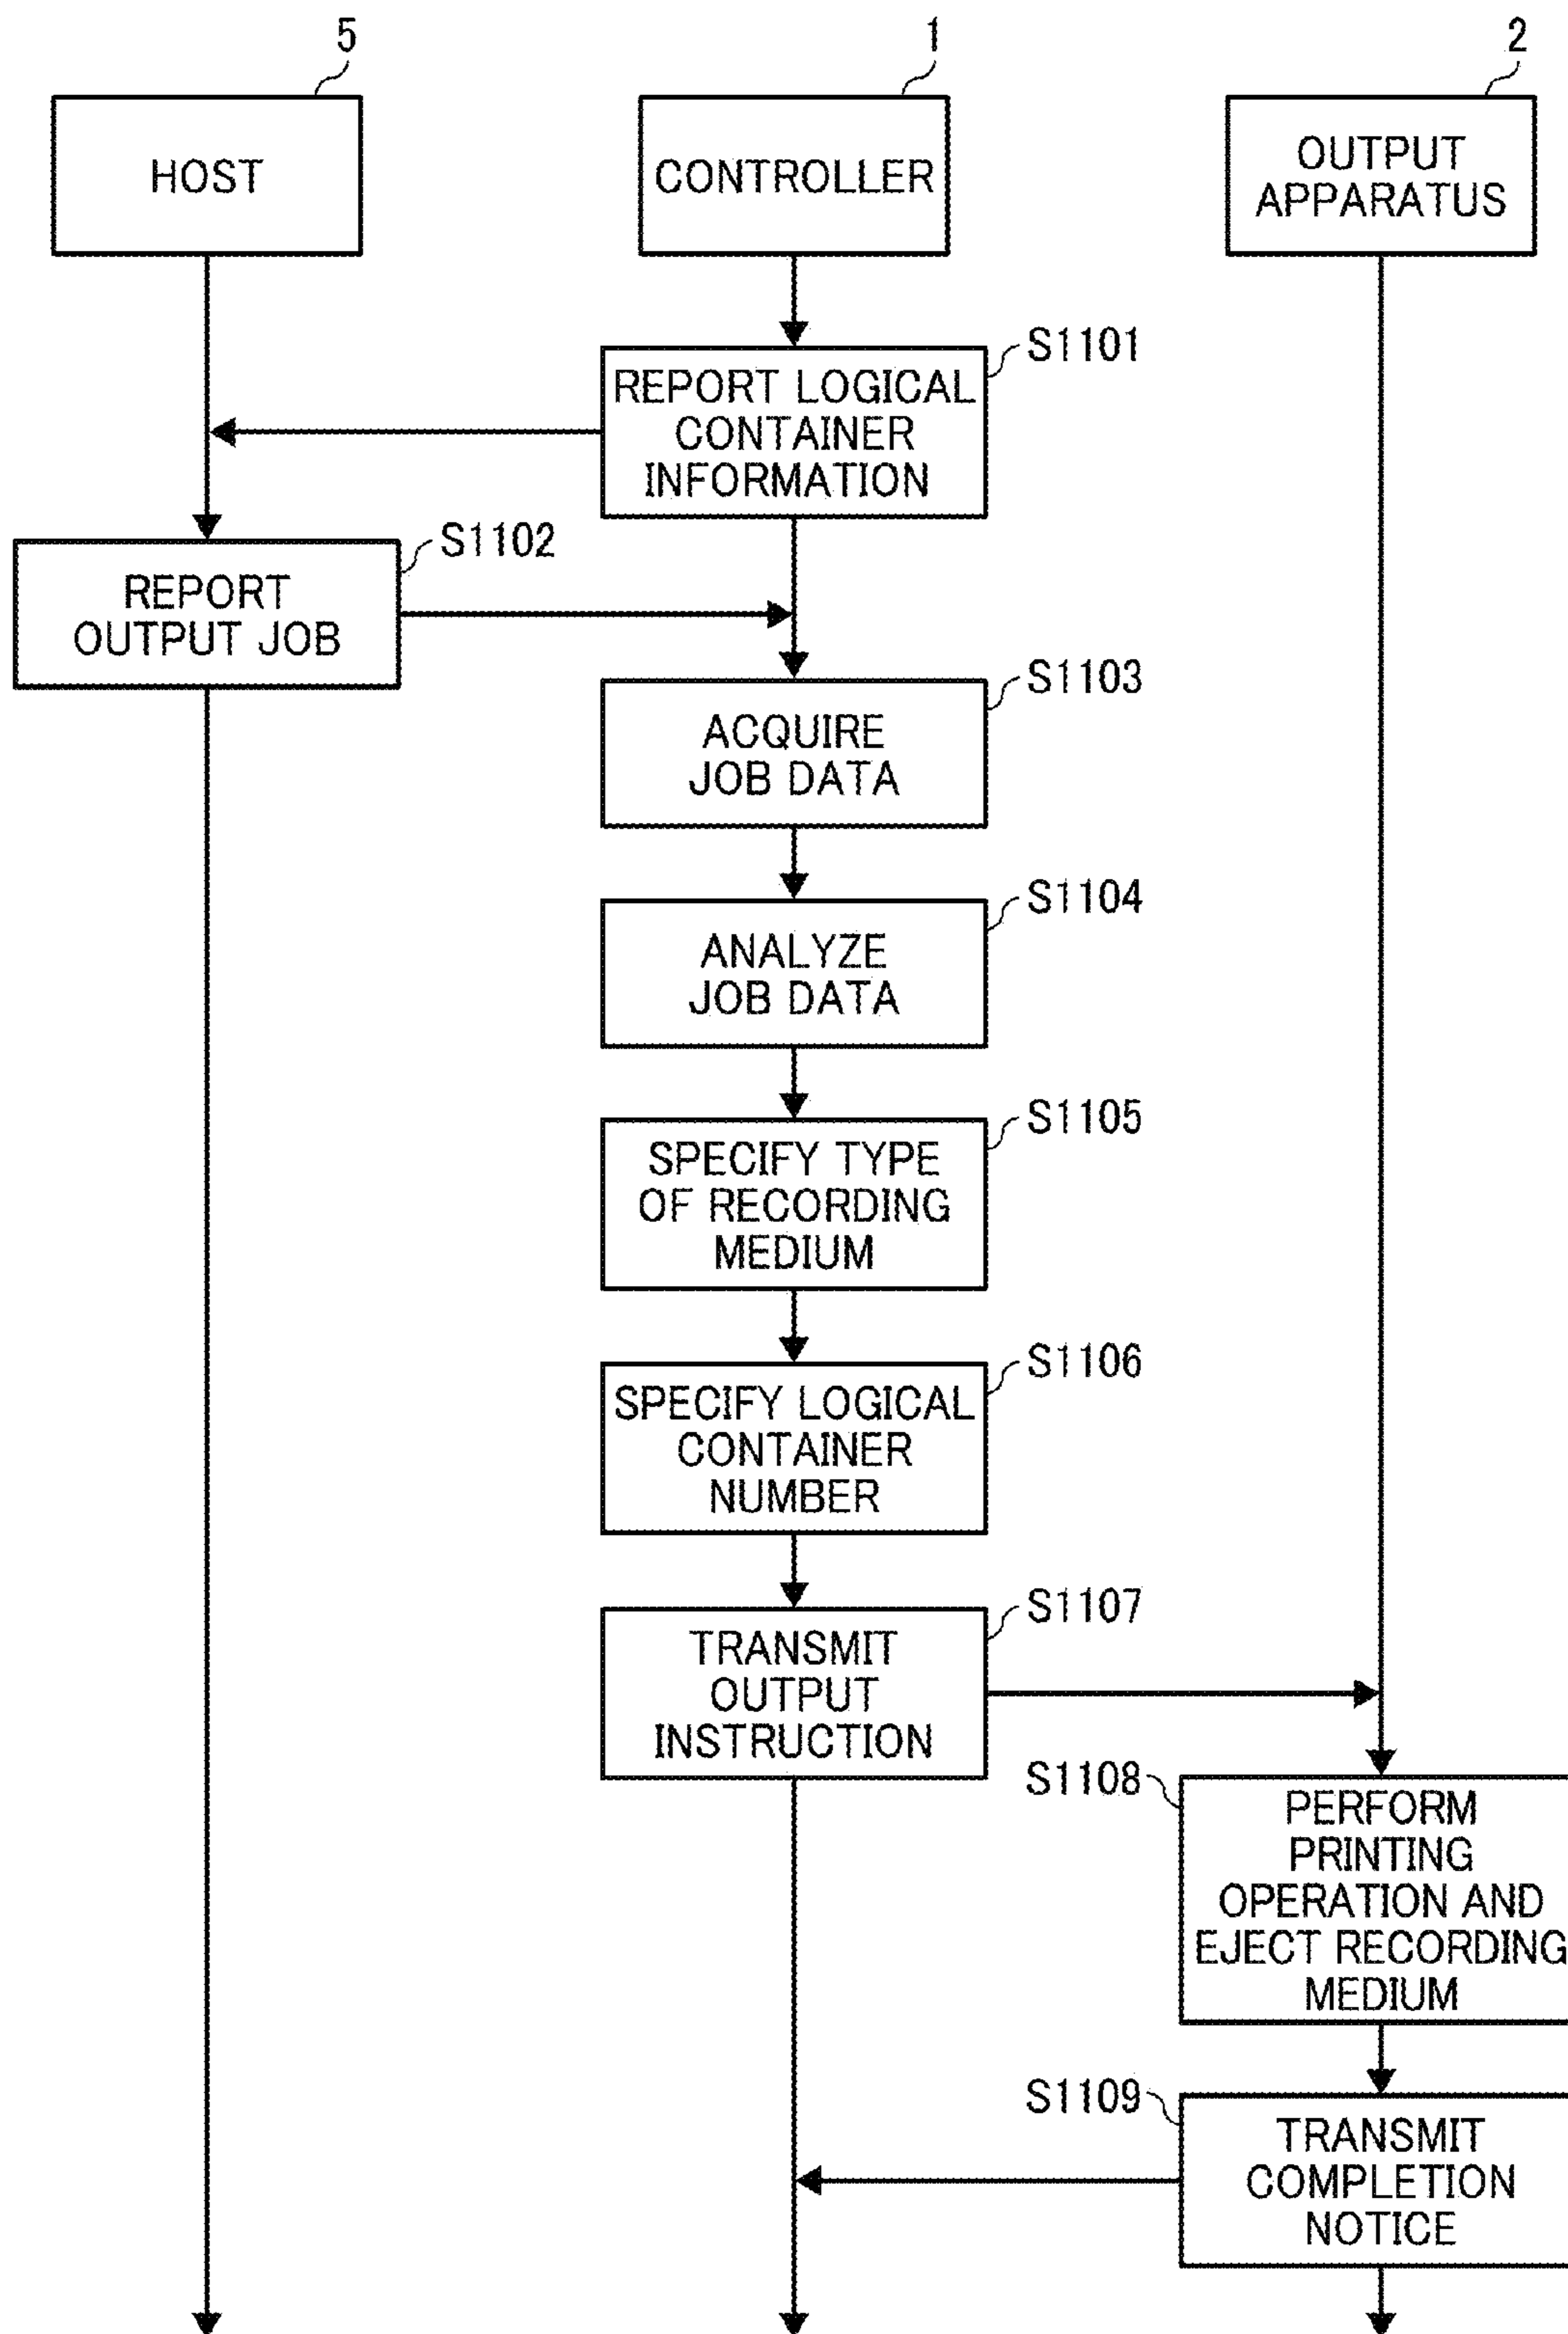 5
1
2
HOST
CONTROLLER
OUTPUT
APPARATUS
S1101
REPORT LOGICAL
CONTAINER
INFORMATION
S1102
REPORT
OUTPUT JOB
S1103
ACQUIRE
JOB DATA
S1104
ANALYZE
JOB DATA
S1105
SPECIFY TYPE
OF RECORDING
MEDIUM
S1106
SPECIFY LOGICAL
CONTAINER
NUMBER
S1107
TRANSMIT
OUTPUT
INSTRUCTION
S1108
PERFORM
PRINTING
OPERATION AND
EJECT RECORDING
MEDIUM
S1109
TRANSMIT
COMPLETION
NOTICE